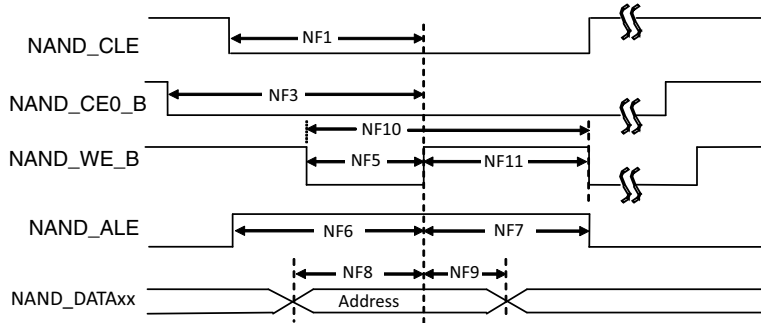 NF1
NAND_CLE
NF3
NAND_CE0_B
NF10
NAND_WE_B
NF5
NF11
NAND_ALE
NF6
NF7
NF8
NF9
NAND_DATAxx
Address